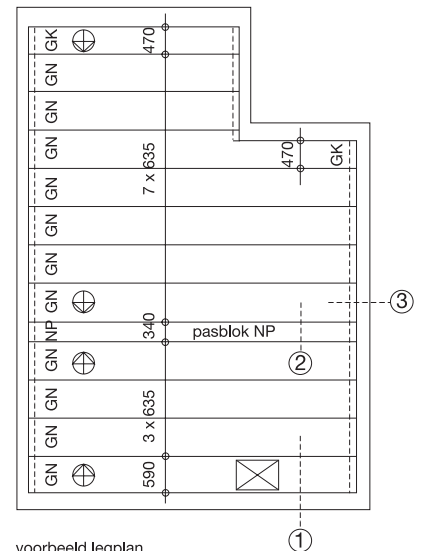 GK
470
GN
GN
GN
470
GK
7 x 635
GN
GN
GN
GN
3
NP
340
pasblok NP
GN
2
GN
3 x 635
GN
GN
590
voorbeeld legplan
1